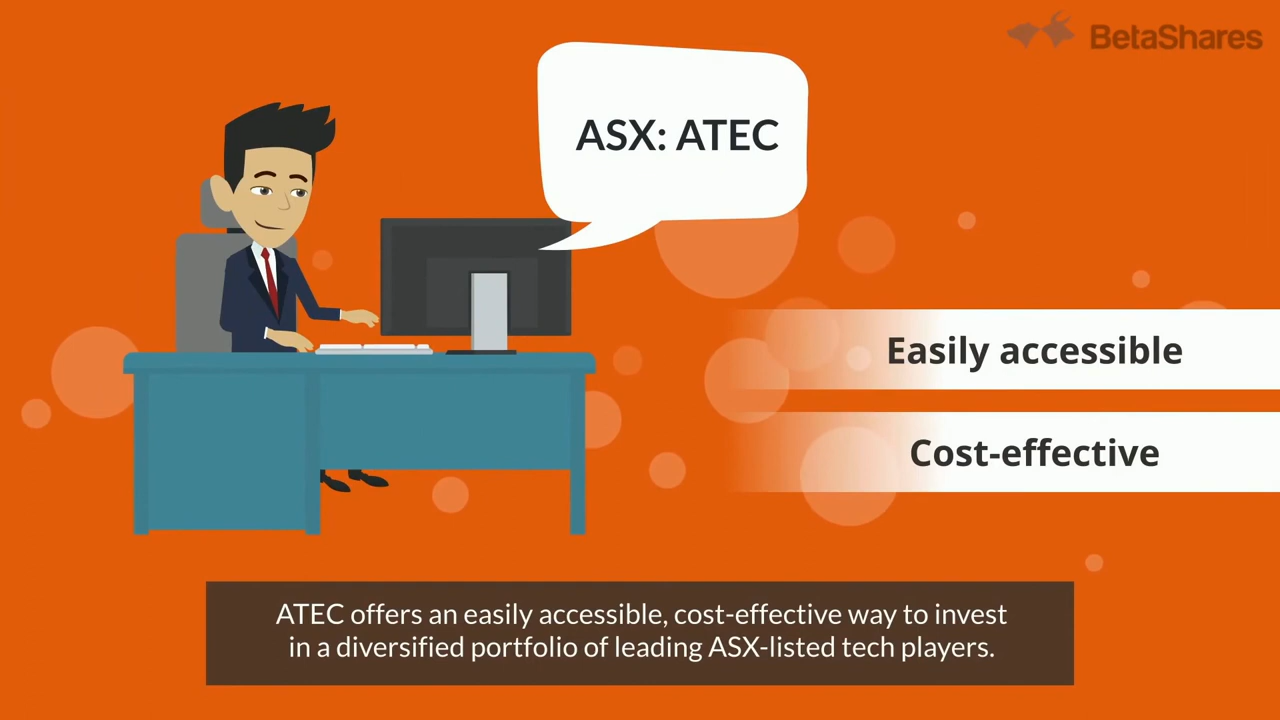 BetaShares
ASX: ATEC
Easily accessible
Cost-effective
ATEC offers an easily accessible, cost-effective way to invest
in a diversified portfolio of leading ASX-listed tech players.